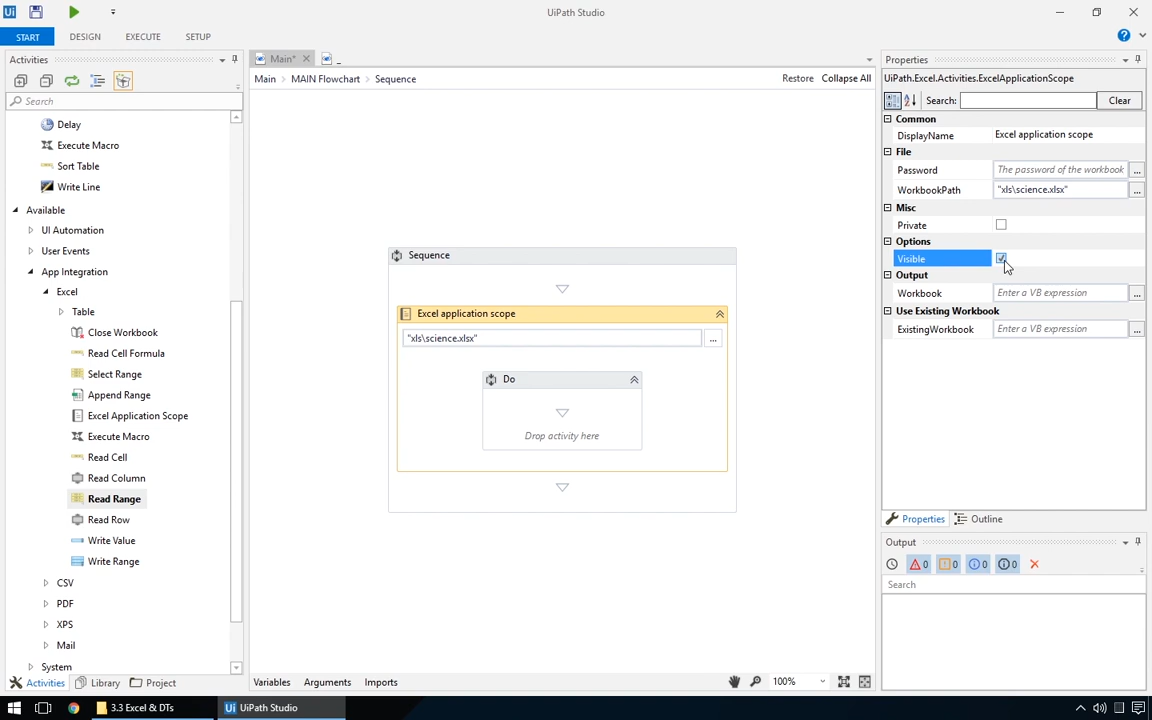 Ui
UiPath Studio
START
DESIGN
EXECUTE
SETUP
Activities
Search
Delay
Execute Macro
Sort Table
Write Line
Available
UI Automation
User Events
App Integration
Excel
Table
Close Workbook
Read Cell Formula
Select Range
Append Range
Excel Application Scope
Execute Macro
Read Cell
Read Column
Read Range
Read Row
Write Value
Write Range
CSV
PDF
XPS
Mail
System
Activities
Library
Project
Main*
_
Main > MAIN Flowchart > Sequence
Restore Collapse All
Sequence
Excel application scope
"xls\science.xlsx"
...
Do
Drop activity here
Variables Arguments Imports
100%
Properties
UiPath.Excel.Activities.ExcelApplicationScope
Search:
Clear
Common
DisplayName Excel application scope
File
Password The password of the workbook ...
WorkbookPath "xls\science.xlsx" ...
Misc
Private
Options
Visible
Output
Workbook Enter a VB expression ...
Use Existing Workbook
ExistingWorkbook Enter a VB expression ...
Properties Outline
Output
0 0 0 0
Search
3.3 Excel & DTs
Ui UiPath Studio